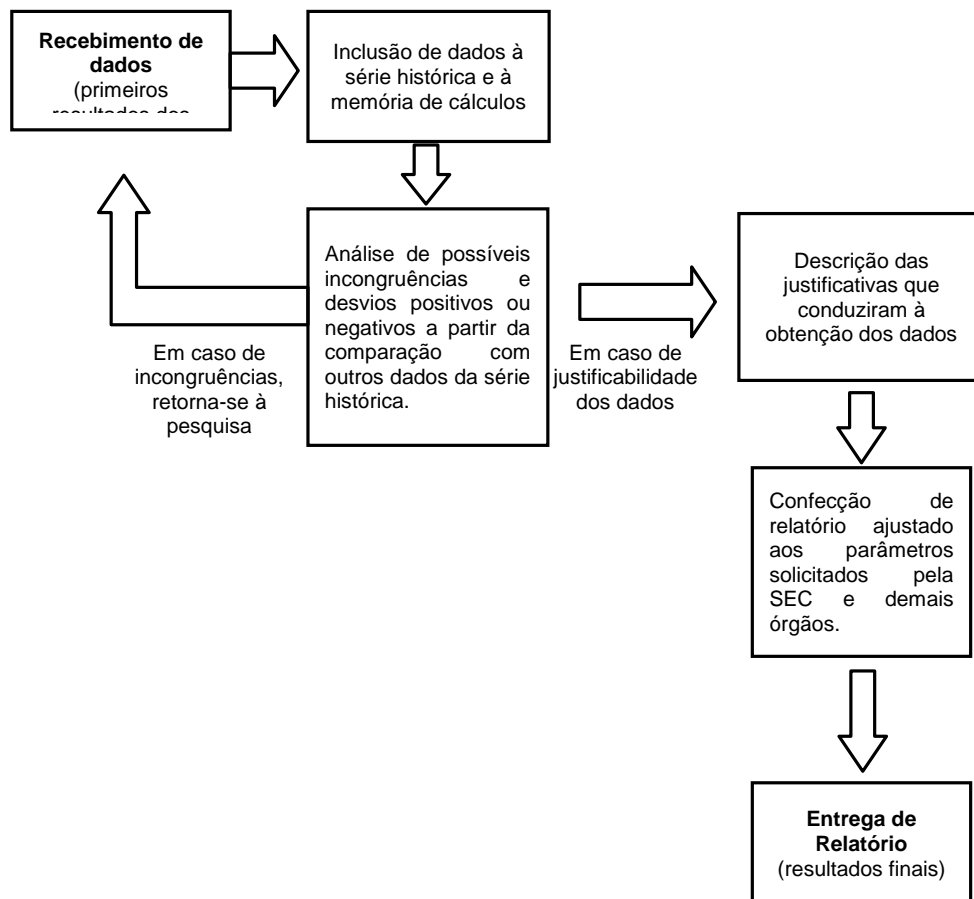 Recebimento de
dados
(primeiros
Inclusão de dados à
série histórica e à
memória de cálculos
Análise de possíveis
incongruências e
desvios positivos ou
negativos a partir da
comparação com
outros dados da série
histórica.
Em caso de
incongruências,
retorna-se à
pesquisa
Em caso de
justificabilidade
dos dados
Descrição das
justificativas que
conduziram à
obtenção dos dados
Confecção de
relatório ajustado
aos parâmetros
solicitados pela
SEC e demais
órgãos.
Entrega de
Relatório
(resultados finais)